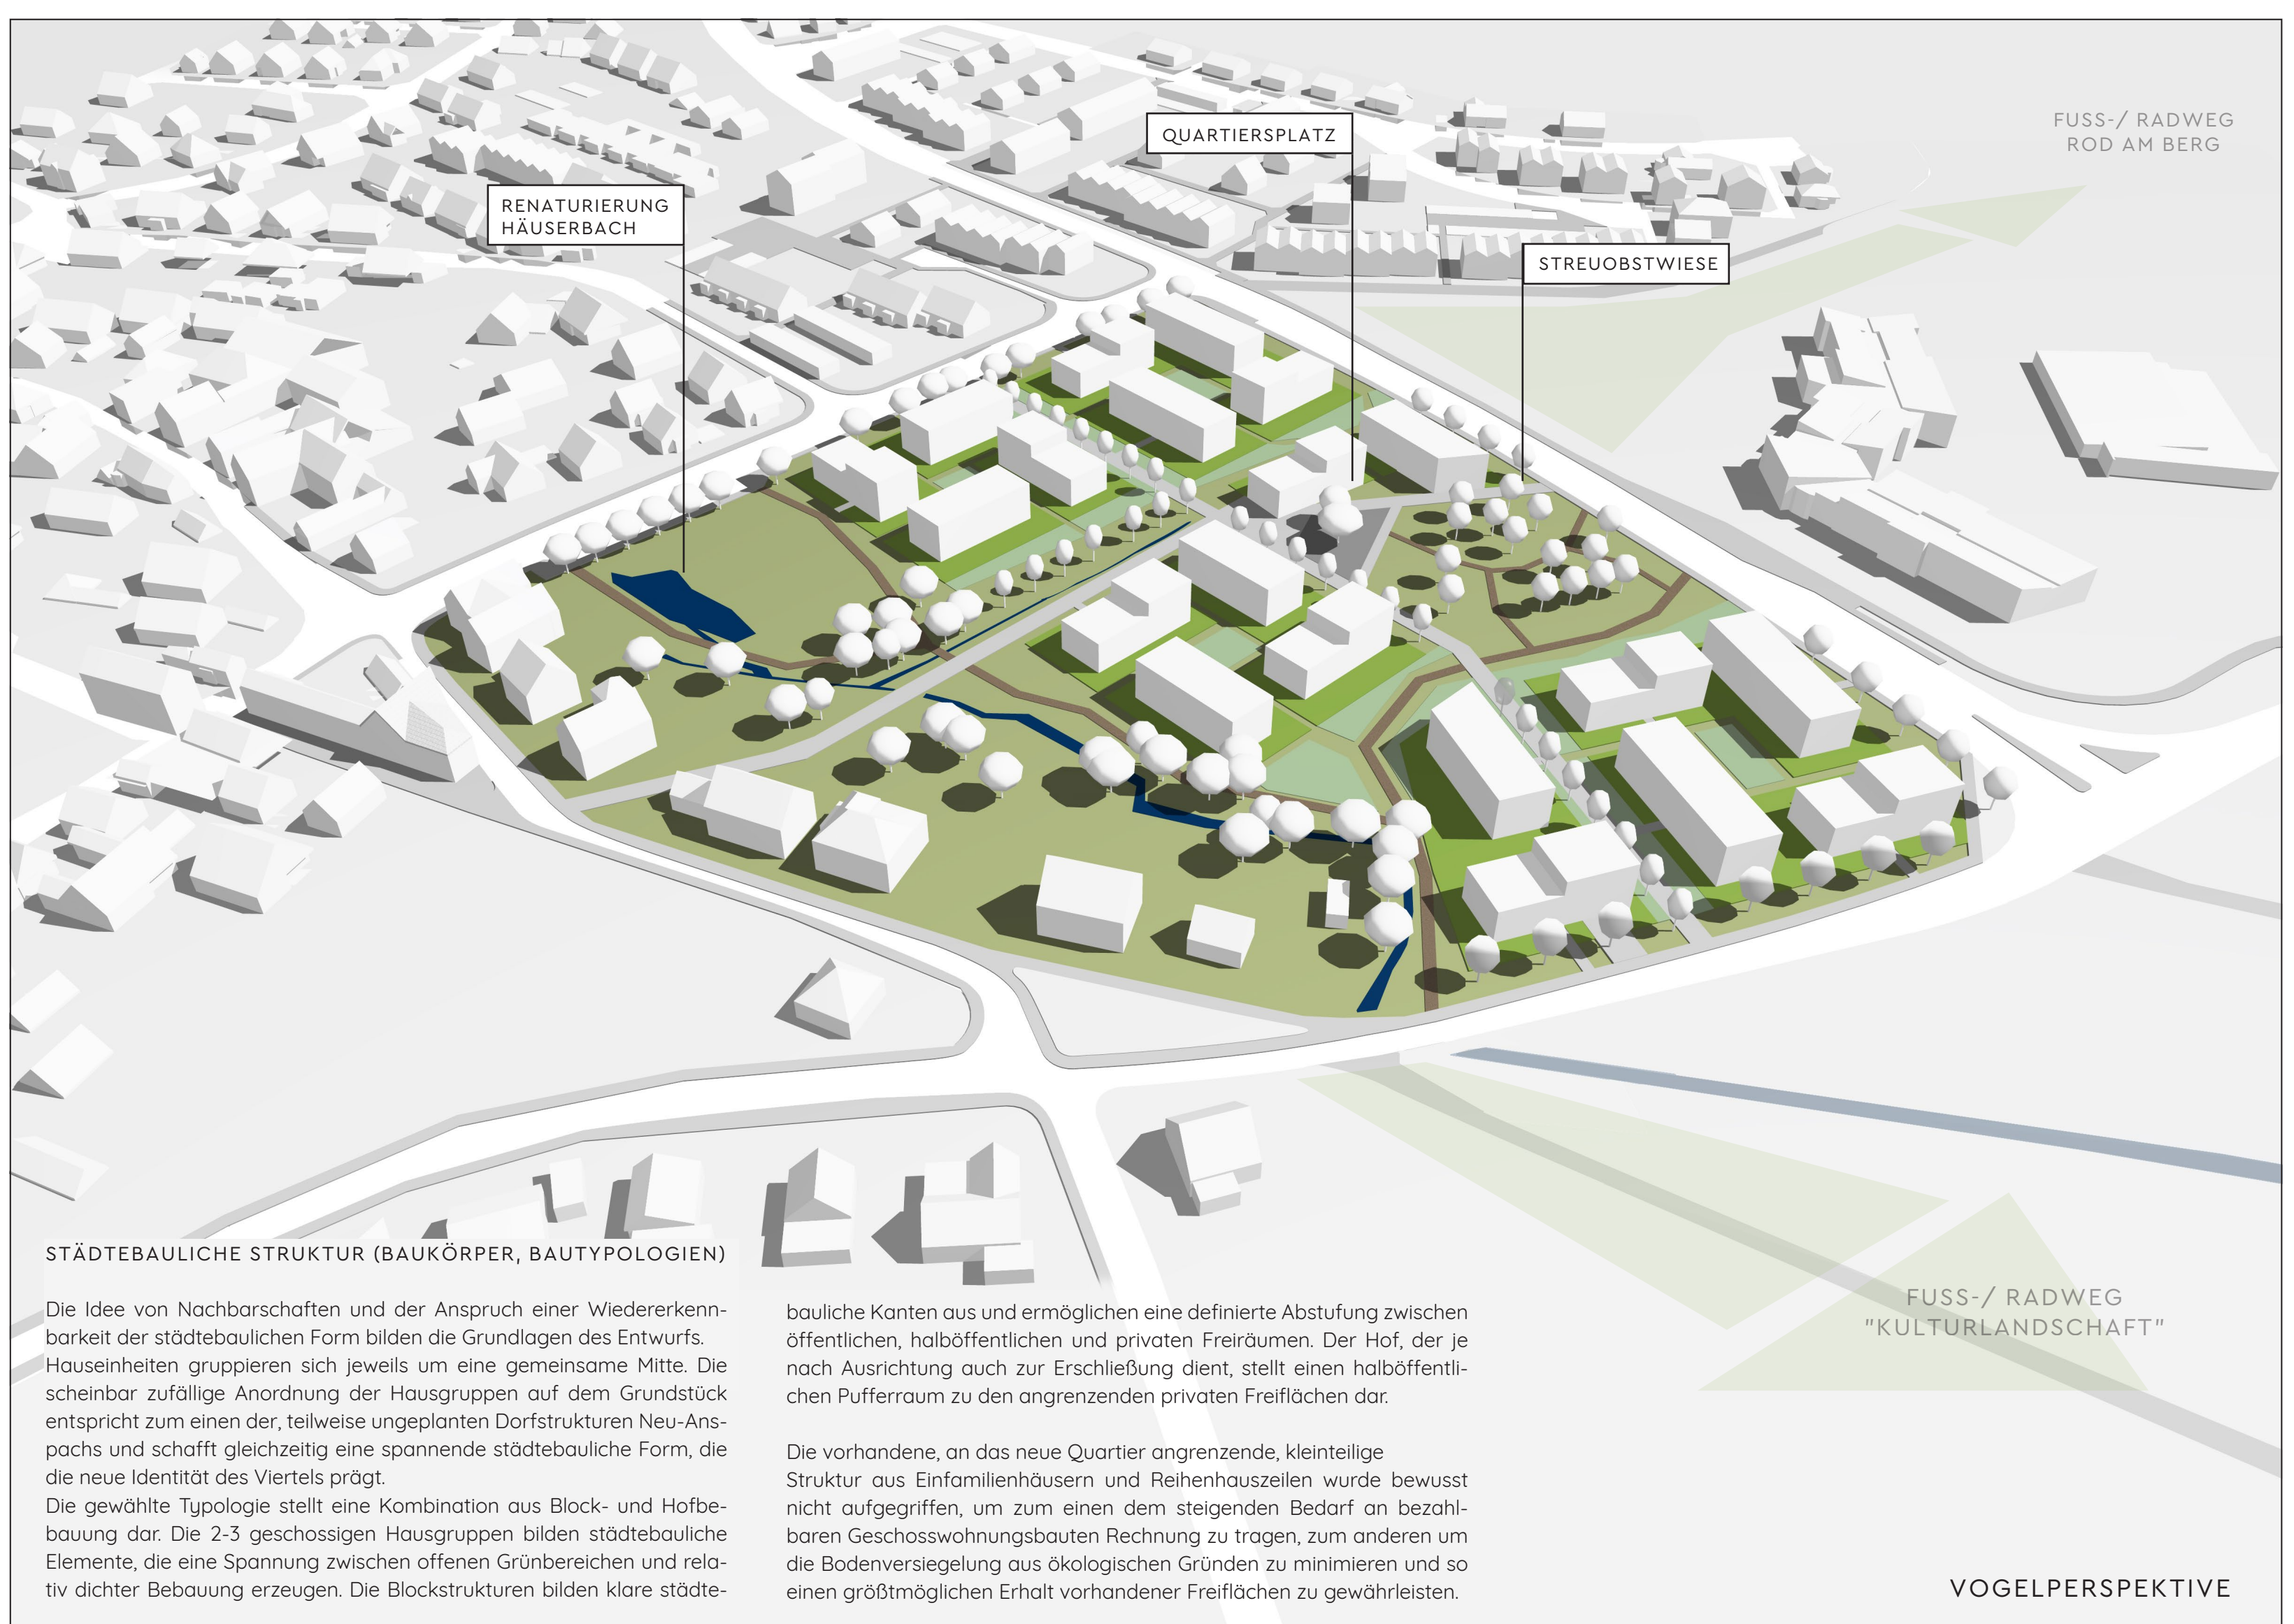 FUSS-/ RADWEG
ROD AM BERG
QUARTIERSPLATZ
RENATURIERUNG
HÄUSERBACH
STREUOBSTWIESE
STÄDTEBAULICHE STRUKTUR (BAUKÖRPER, BAUTYPOLOGIEN)
Die Idee von Nachbarschaften und der Anspruch einer Wiedererkenn-
barkeit der städtebaulichen Form bilden die Grundlagen des Entwurfs.
Hauseinheiten gruppieren sich jeweils um eine gemeinsame Mitte. Die
scheinbar zufällige Anordnung der Hausgruppen auf dem Grundstück
entspricht zum einen der, teilweise ungeplanten Dorfstrukturen Neu-Ans-
pachs und schafft gleichzeitig eine spannende städtebauliche Form, die
die neue Identität des Viertels prägt.
Die gewählte Typologie stellt eine Kombination aus Block- und Hofbe-
bauung dar. Die 2-3 geschossigen Hausgruppen bilden städtebauliche
Elemente, die eine Spannung zwischen offenen Grünbereichen und rela-
tiv dichter Bebauung erzeugen. Die Blockstrukturen bilden klare städte-
bauliche Kanten aus und ermöglichen eine definierte Abstufung zwischen
öffentlichen, halböffentlichen und privaten Freiräumen. Der Hof, der je
nach Ausrichtung auch zur Erschließung dient, stellt einen halböffentli-
chen Pufferraum zu den angrenzenden privaten Freiflächen dar.
Die vorhandene, an das neue Quartier angrenzende, kleinteilige
Struktur aus Einfamilienhäusern und Reihenhauszeilen wurde bewusst
nicht aufgegriffen, um zum einen dem steigenden Bedarf an bezahl-
baren Geschosswohnungsbauten Rechnung zu tragen, zum anderen um
die Bodenversiegelung aus ökologischen Gründen zu minimieren und so
einen größtmöglichen Erhalt vorhandener Freiflächen zu gewährleisten.
FUSS-/ RADWEG
"KULTURLANDSCHAFT"
VOGELPERSPEKTIVE